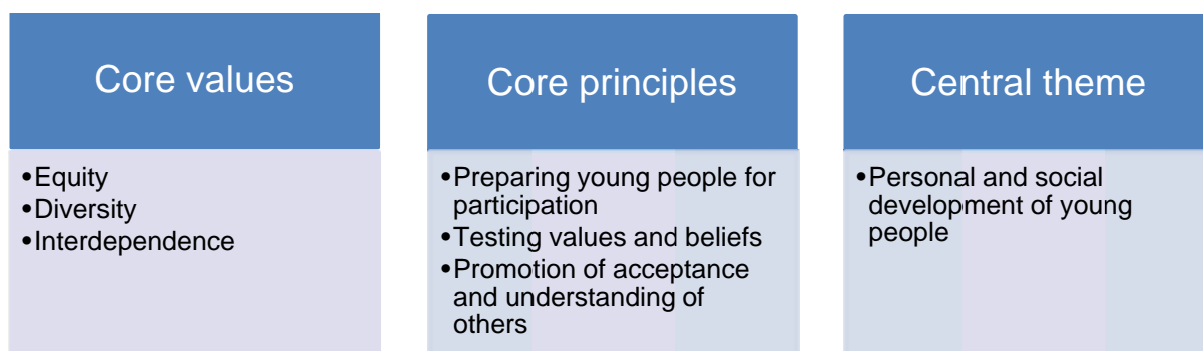 Core values
•Equity
•Diversity
•Interdependence
Core principles
•Preparing young people for
participation
•Testing values and beliefs
•Promotion of acceptance
and understanding of
others
Central theme
•Personal and social
development of young
people